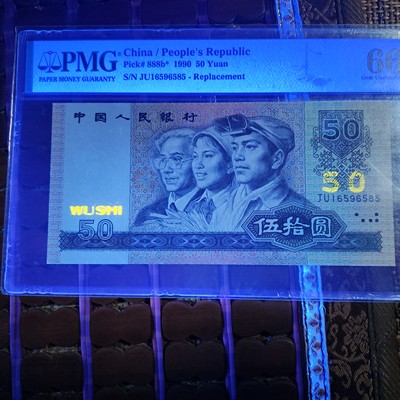 PMG
PAPER MONEY GUARANTY
China / People's Republic
Pick# 888b* 1990 50 Yuan
S/N JU16596585 - Replacement
66
中国人民银行
50
50
JU16596585
WUSHI
50
伍拾圆